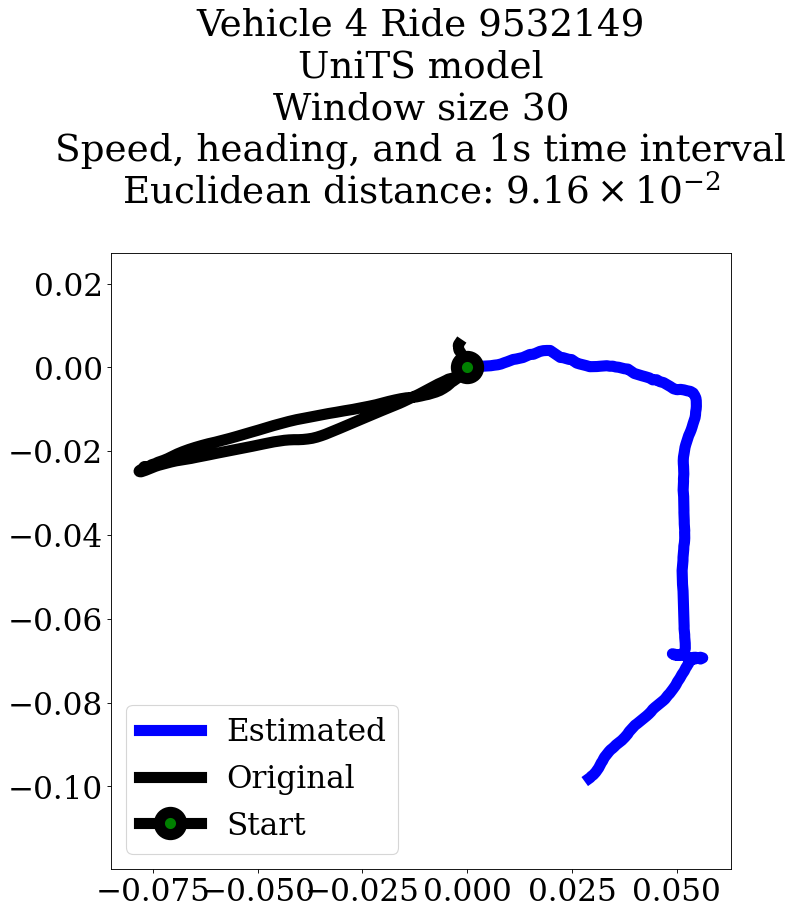 Vehicle 4 Ride 9532149
UniTS model
Window size 30
Speed, heading, and a 1s time interval
Euclidean distance: 9.16 × 10⁻²
0.02
0.00
−0.02
−0.04
−0.06
−0.08
−0.10
Estimated
Original
Start
−0.075 −0.050 −0.025 0.000 0.025 0.050